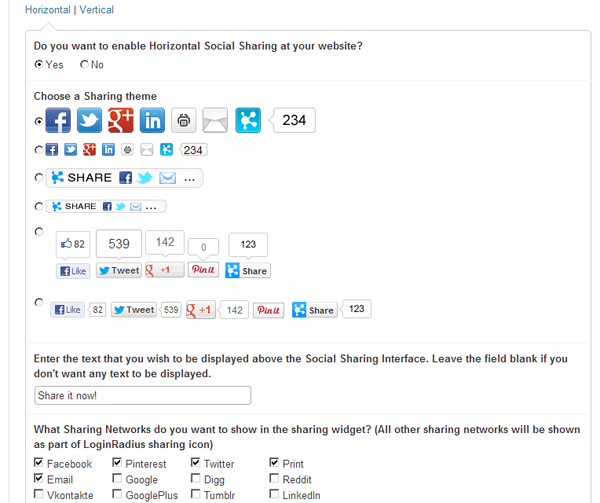 Horizontal | Vertical
Do you want to enable Horizontal Social Sharing at your website?
Yes No
Choose a Sharing theme
234
234
SHARE ...
SHARE ...
82 539 142 0 123
Like Tweet +1 Pin it Share
Like 82 Tweet 539 +1 142 Pin it Share 123
Enter the text that you wish to be displayed above the Social Sharing Interface. Leave the field blank if you
don't want any text to be displayed.
Share it now!
What Sharing Networks do you want to show in the sharing widget? (All other sharing networks will be shown
as part of LoginRadius sharing icon)
Facebook Pinterest Twitter Print
Email Google Digg Reddit
Vkontakte GooglePlus Tumblr LinkedIn